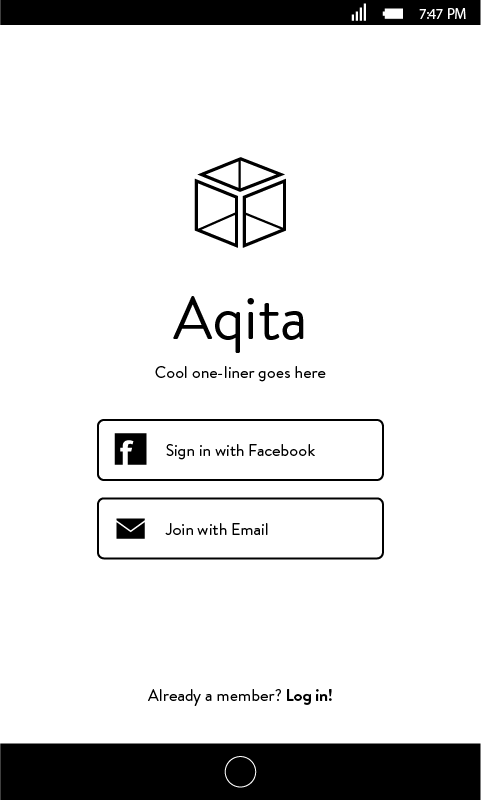 7:47 PM
Aqita
Cool one-liner goes here
Sign in with Facebook
Join with Email
Already a member? Log in!